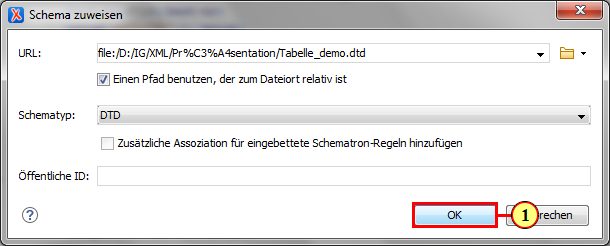 Schema zuweisen
URL: file:/D:/IG/XML/Pr%C3%A4sentation/Tabelle_demo.dtd
Einen Pfad benutzen, der zum Dateiort relativ ist
Schematyp: DTD
Zusätzliche Assoziation für eingebettete Schematron-Regeln hinzufügen
Öffentliche ID:
OK 1 rechen